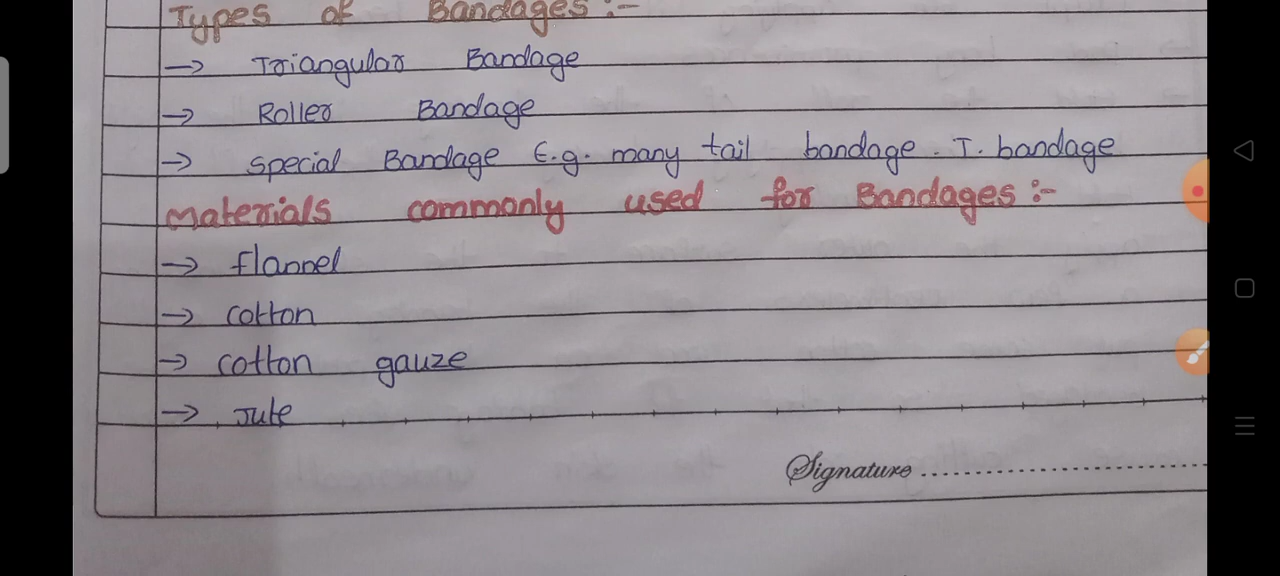 Types of Bandages :-
→ Triangular Bandage
→ Roller Bandage
→ special Bandage E.g. many tail bandage. T. bandage
Materials commonly used for Bandages :-
→ flannel
→ cotton
→ cotton gauze
→ Jute
Signature